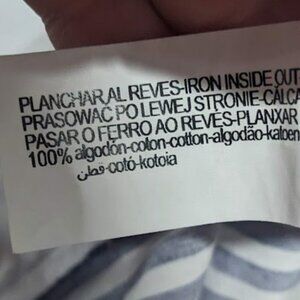 PLANCHAR AL REVES-IRON INSIDE OUT
PRASOWAĆ PO LEWEJ STRONIE-CALCA
PASAR O FERRO AO REVES-PLANXAR
100% algodón-coton-cotton-algodão-katoen
قطن-cotó-kotoia